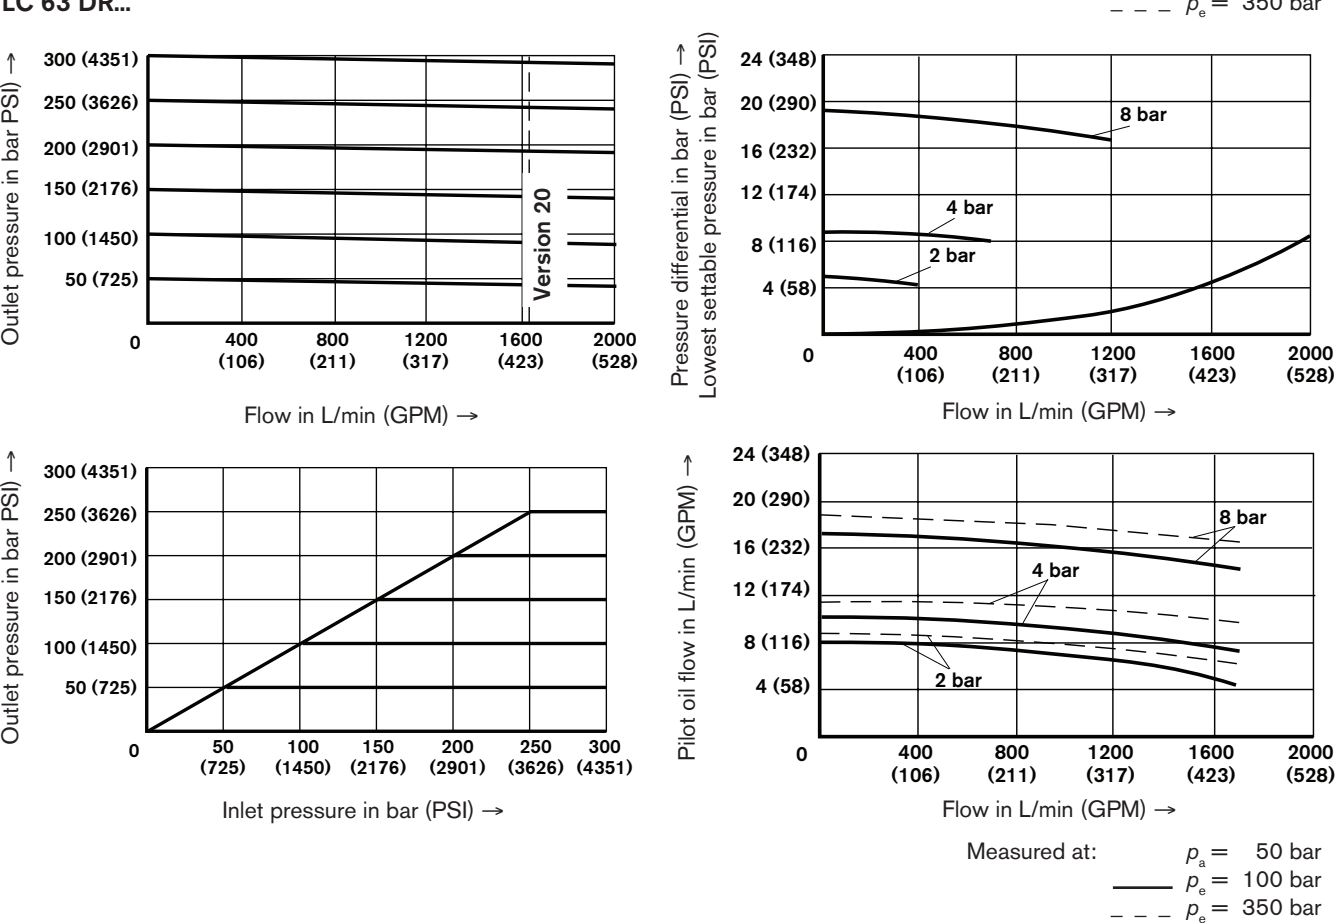 LC 63 DR...
_ _ _ pe = 350 bar
Outlet pressure in bar PSI) →
300 (4351)
250 (3626)
200 (2901)
150 (2176)
100 (1450)
50 (725)
Version 20
0 400 800 1200 1600 2000
(106) (211) (317) (423) (528)
Flow in L/min (GPM) →
Pressure differential in bar (PSI) →
Lowest settable pressure in bar (PSI)
24 (348)
20 (290)
16 (232)
12 (174)
8 (116)
4 (58)
8 bar
4 bar
2 bar
0 400 800 1200 1600 2000
(106) (211) (317) (423) (528)
Flow in L/min (GPM) →
Outlet pressure in bar PSI) →
300 (4351)
250 (3626)
200 (2901)
150 (2176)
100 (1450)
50 (725)
0 50 100 150 200 250 300
(725) (1450) (2176) (2901) (3626) (4351)
Inlet pressure in bar (PSI) →
Pilot oil flow in L/min (GPM) →
24 (348)
20 (290)
16 (232)
12 (174)
8 (116)
4 (58)
8 bar
4 bar
2 bar
0 400 800 1200 1600 2000
(106) (211) (317) (423) (528)
Flow in L/min (GPM) →
Measured at: pa = 50 bar
pe = 100 bar
_ _ _ pe = 350 bar